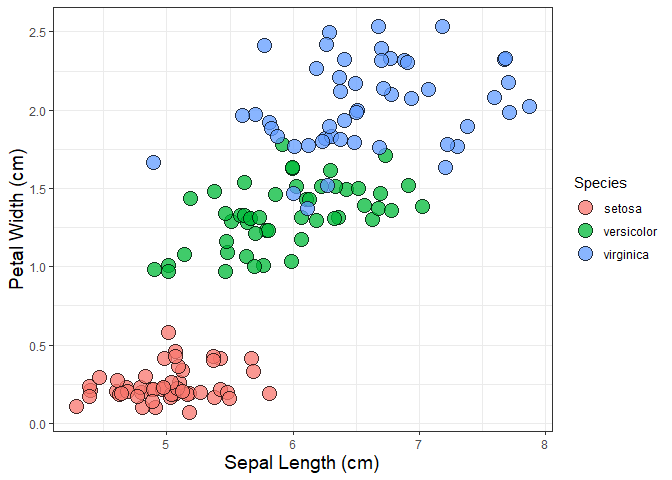 2.5
2.0
1.5
1.0
0.5
0.0
Petal Width (cm)
5 6 7 8
Sepal Length (cm)
Species
setosa
versicolor
virginica